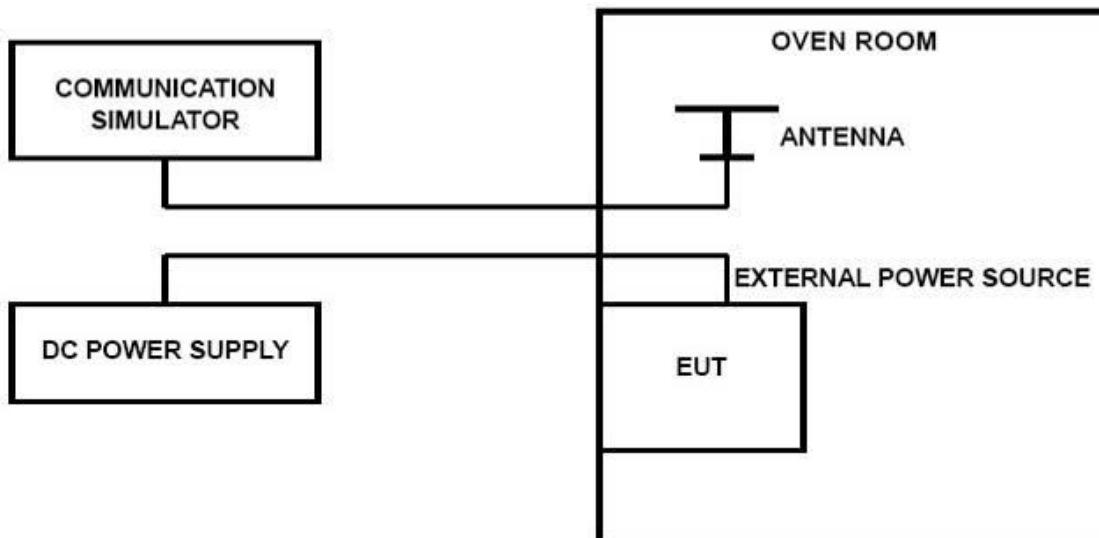 OVEN ROOM
COMMUNICATION
SIMULATOR
ANTENNA
EXTERNAL POWER SOURCE
DC POWER SUPPLY
EUT